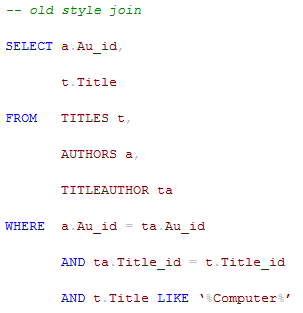 -- old style join
SELECT a.Au_id,
t.Title
FROM TITLES t,
AUTHORS a,
TITLEAUTHOR ta
WHERE a.Au_id = ta.Au_id
AND ta.Title_id = t.Title_id
AND t.Title LIKE ‘%Computer%’